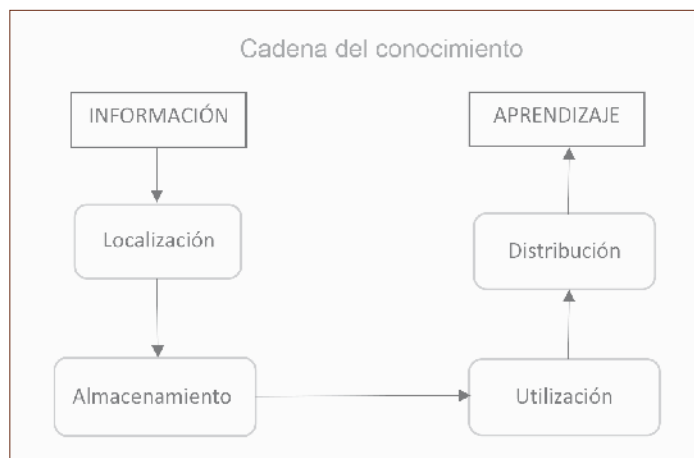 Cadena del conocimiento
INFORMACIÓN
Localización
Almacenamiento
Utilización
Distribución
APRENDIZAJE